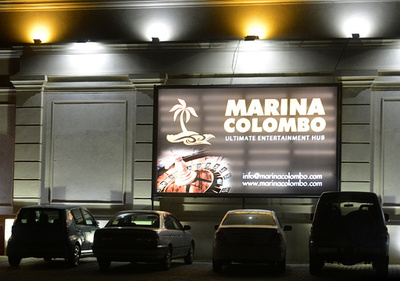 MARINA
COLOMBO
ULTIMATE ENTERTAINMENT HUB
info@marinacolombo.com
www.marinacolombo.com